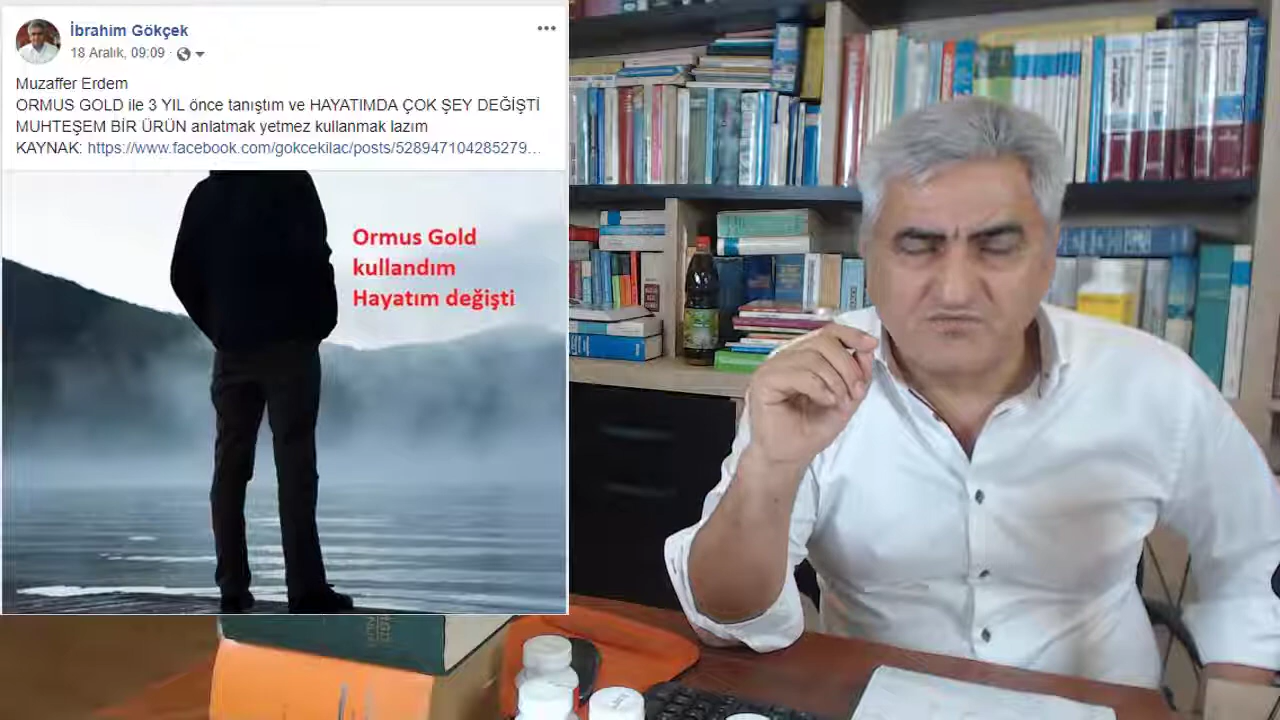 İbrahim Gökçek
18 Aralık, 09:09
Muzaffer Erdem
ORMUS GOLD ile 3 YIL önce tanıştım ve HAYATIMDA ÇOK ŞEY DEĞİŞTİ
MUHTEŞEM BİR ÜRÜN anlatmak yetmez kullanmak lazım
KAYNAK: https://www.facebook.com/gokcekilac/posts/528947104285279...
Ormus Gold
kullandım
Hayatım değişti